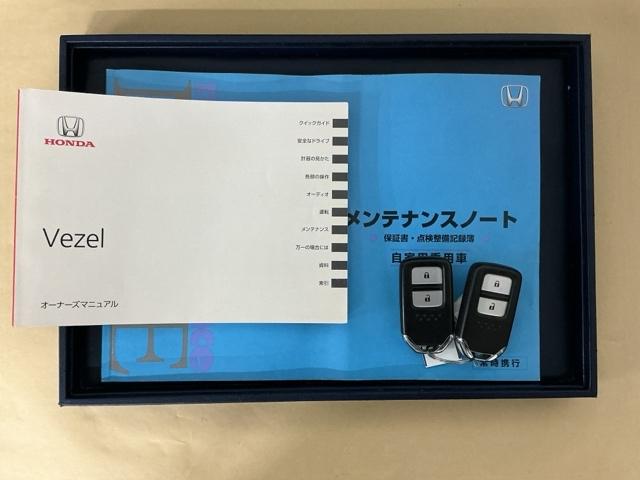 HONDA
Vezel
オーナーズマニュアル
クイックガイド
安全なドライブ
計器の見かた
各部の操作
オーディオ
運転
メンテナンス
万一の場合には
資料
索引
メンテナンスノート
保証書・点検整備記録簿
自家用乗用車
常時携行